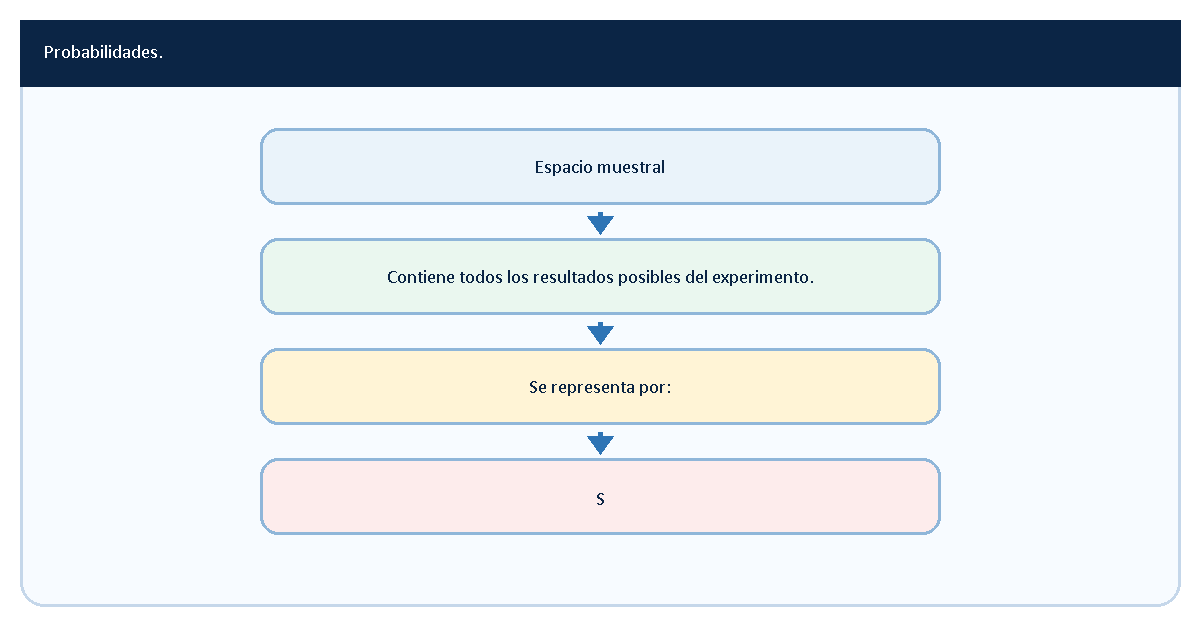 Probabilidades.
Espacio muestral
Contiene todos los resultados posibles del experimento.
Se representa por:
S